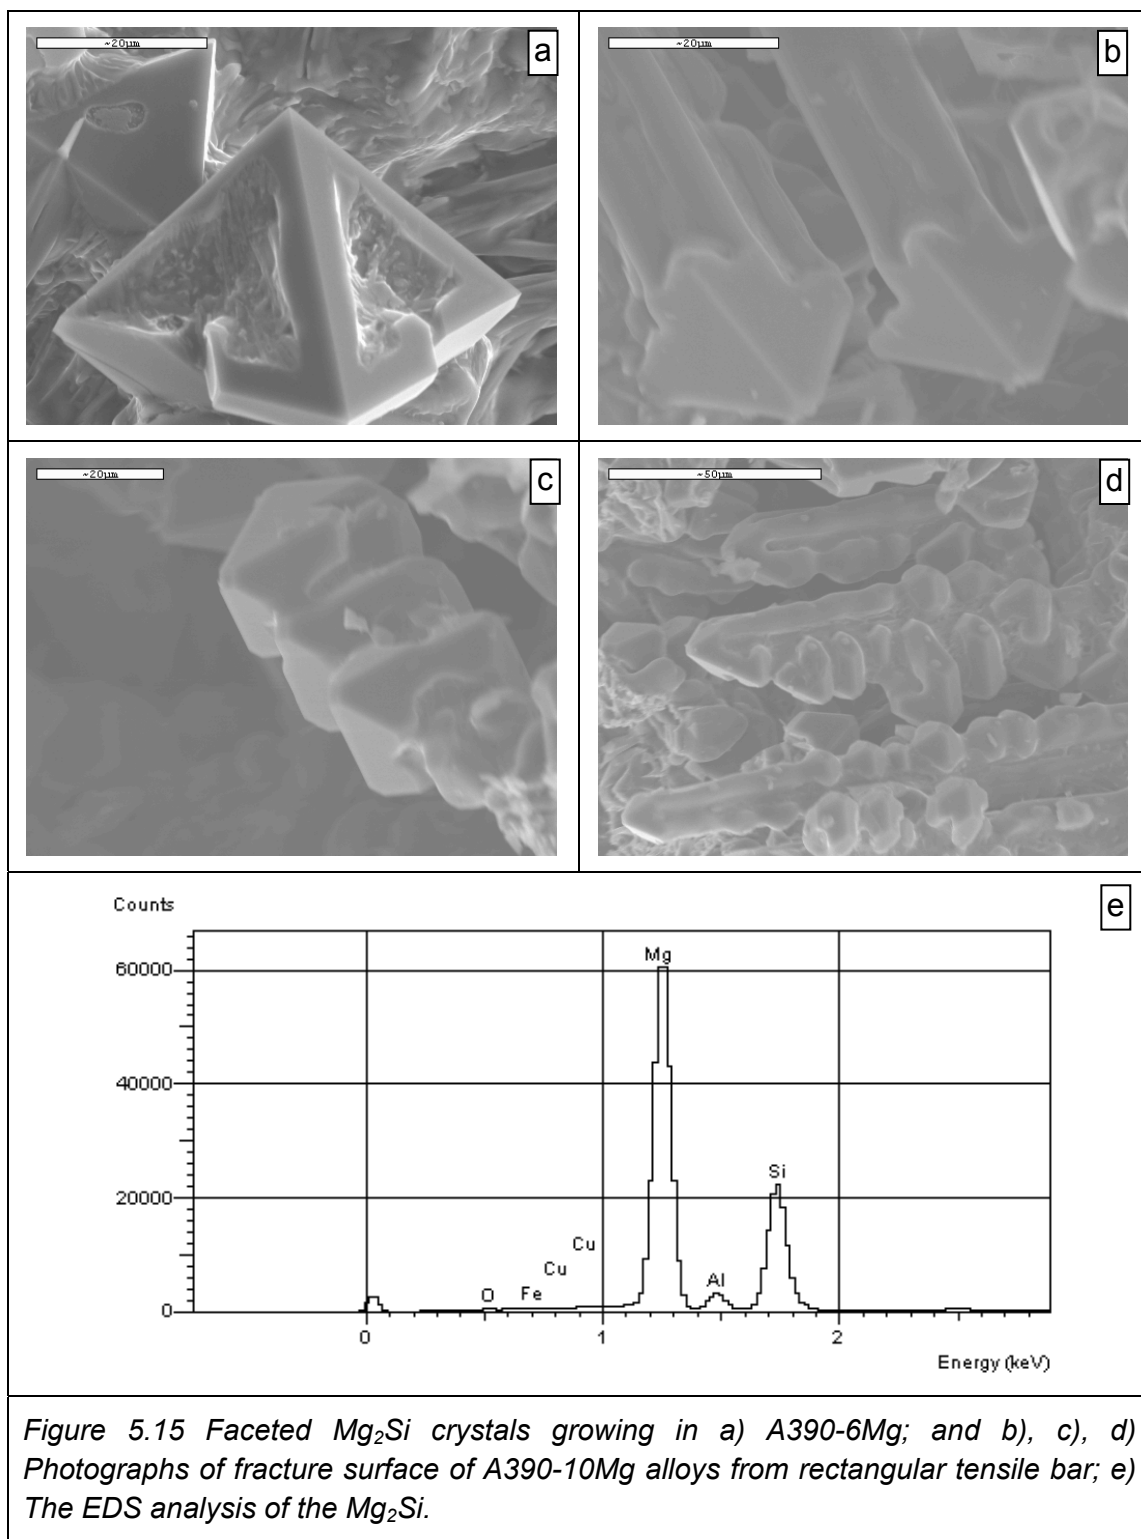 ~20µm
a
~20µm
b
~20µm
c
~50µm
d
Counts
e
60000
40000
20000
0
Mg
Si
Cu
Cu
Al
O
Fe
0
1
2
Energy (keV)
Figure 5.15 Faceted Mg₂Si crystals growing in a) A390-6Mg; and b), c), d)
Photographs of fracture surface of A390-10Mg alloys from rectangular tensile bar; e)
The EDS analysis of the Mg₂Si.